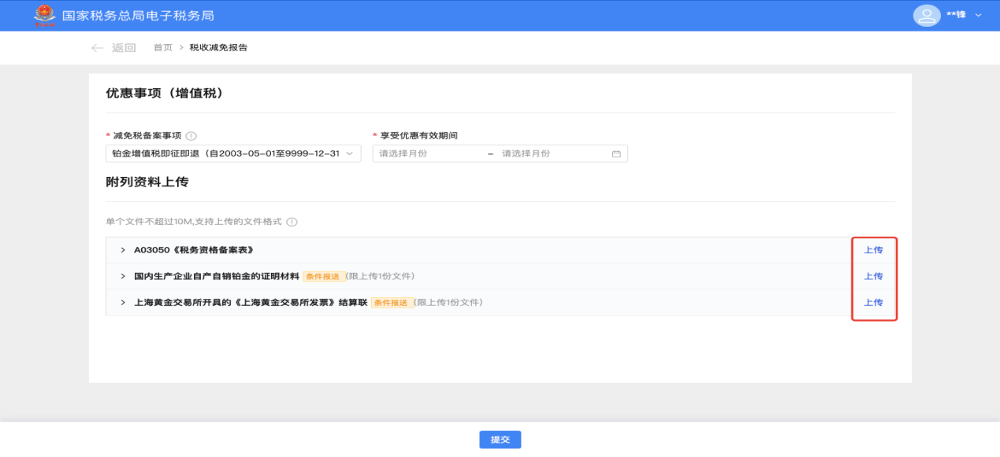 国家税务总局电子税务局 **锋
返回 首页 > 税收减免报告
优惠事项（增值税）
* 减免税备案事项 * 享受优惠有效期间
铂金增值税即征即退（自2003-05-01至9999-12-31 请选择月份 – 请选择月份
附列资料上传
单个文件不超过10M,支持上传的文件格式
> A03050《税务资格备案表》 上传
> 国内生产企业自产自销铂金的证明材料 条件报送 (限上传1份文件) 上传
> 上海黄金交易所开具的《上海黄金交易所发票》结算联 条件报送 (限上传1份文件) 上传
提交